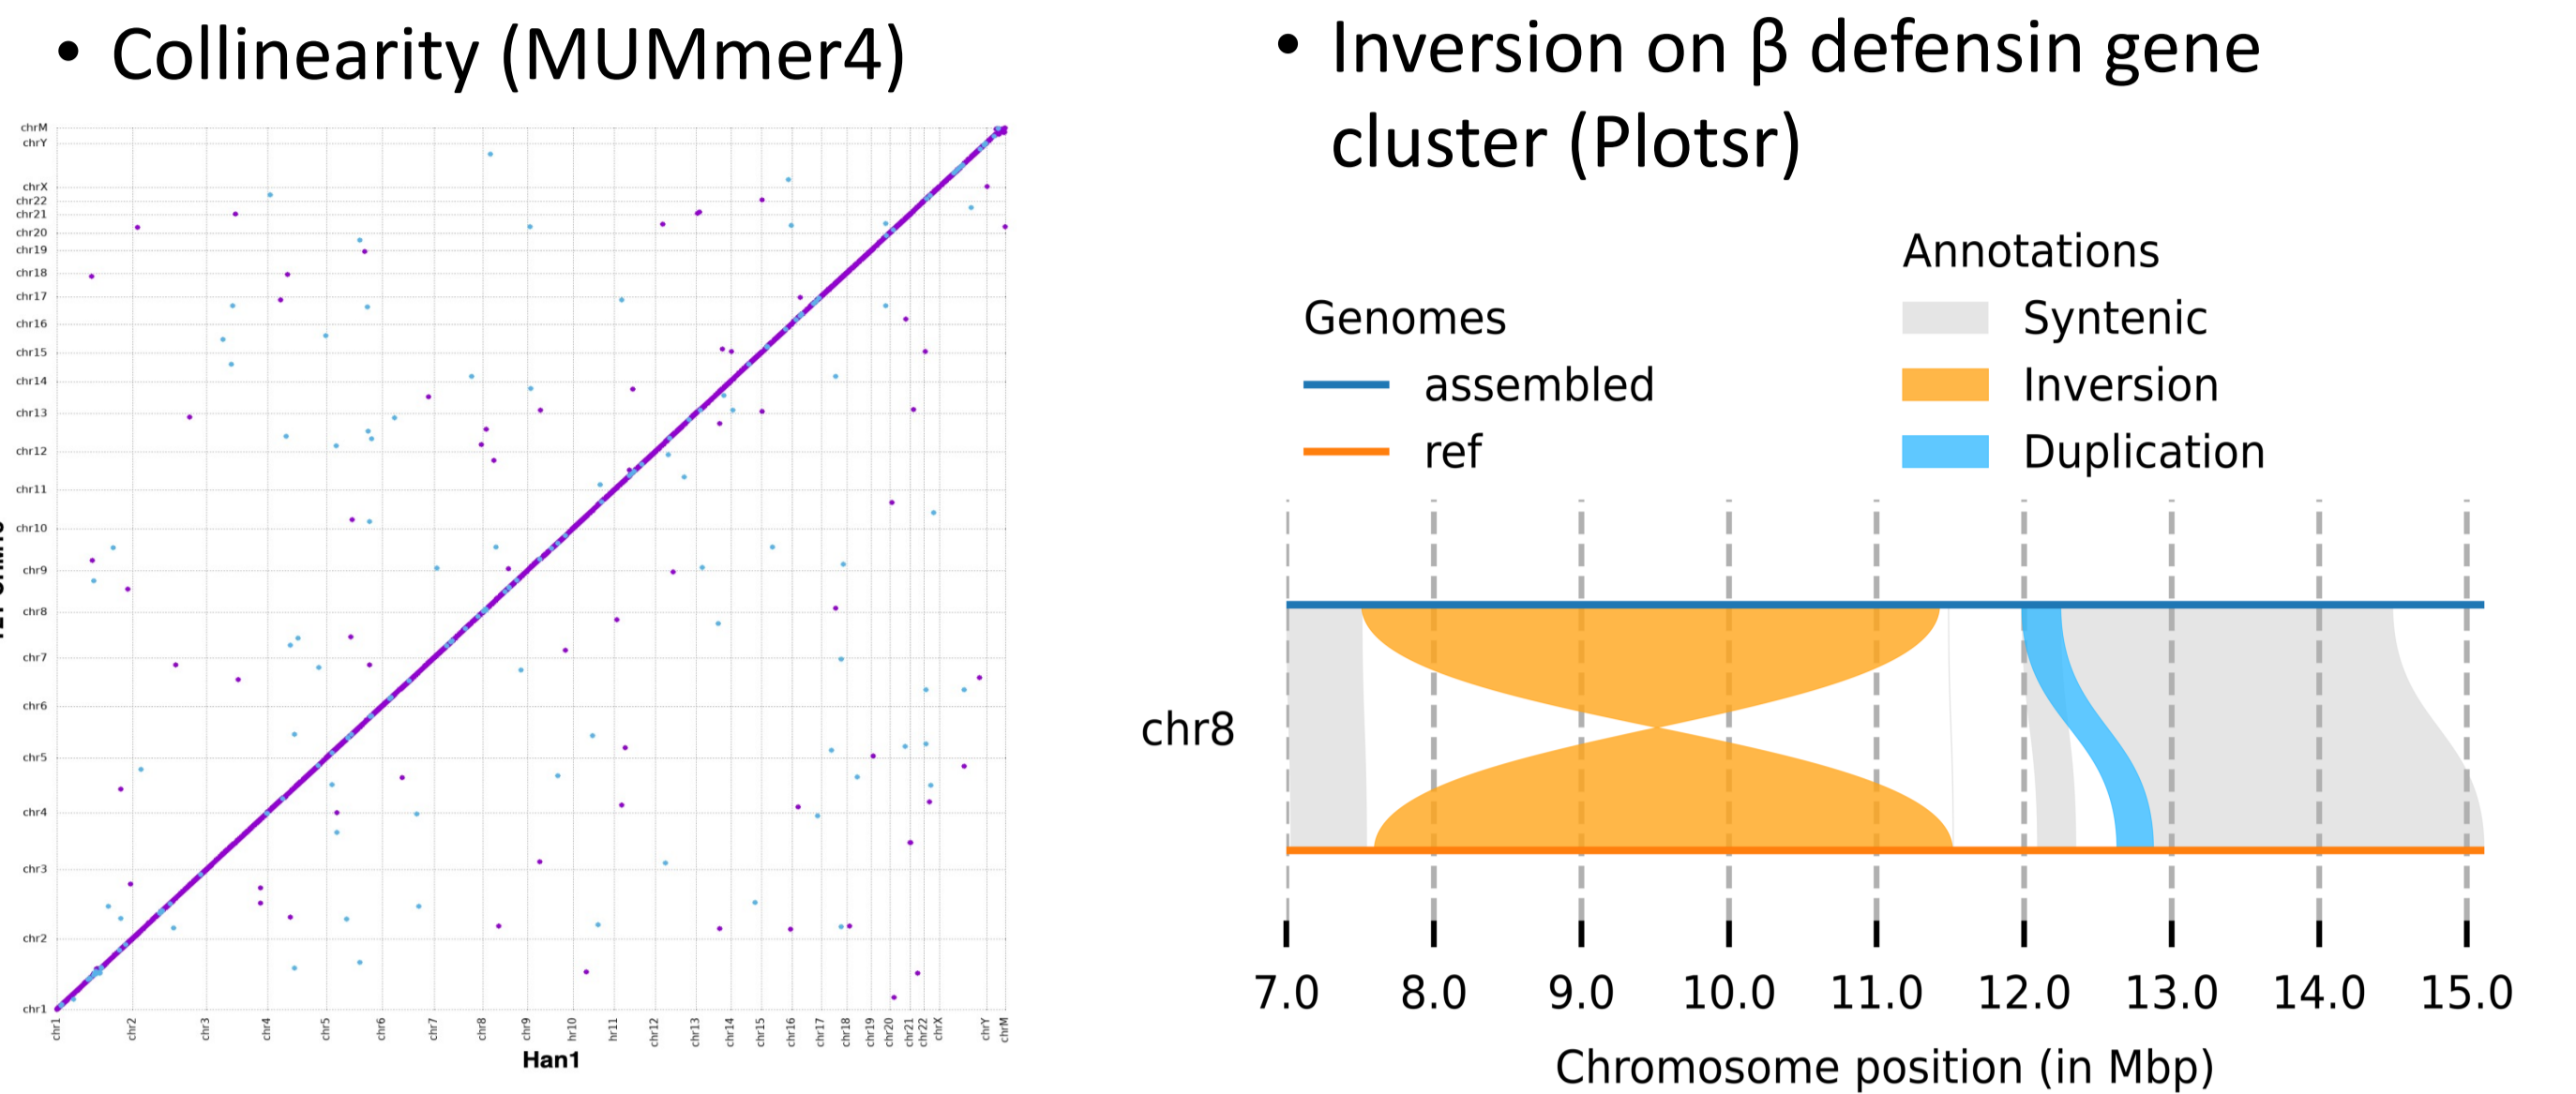 • Collinearity (MUMmer4)
chrM
chrY
chrX
chr22
chr21
chr20
chr19
chr18
chr17
chr16
chr15
chr14
chr13
chr12
chr11
chr10
chr9
chr8
chr7
chr6
chr5
chr4
chr3
chr2
chr1
chr1 chr2 chr3 chr4 chr5 chr6 chr7 chr8 chr9 hr10 hr11 chr12 chr13 chr14 chr15 chr16 chr17 chr18 chr19 chr20 chr21 chr22 chrX chrY chrM
Han1
• Inversion on β defensin gene
cluster (Plotsr)
Genomes
assembled
ref
Annotations
Syntenic
Inversion
Duplication
chr8
7.0 8.0 9.0 10.0 11.0 12.0 13.0 14.0 15.0
Chromosome position (in Mbp)